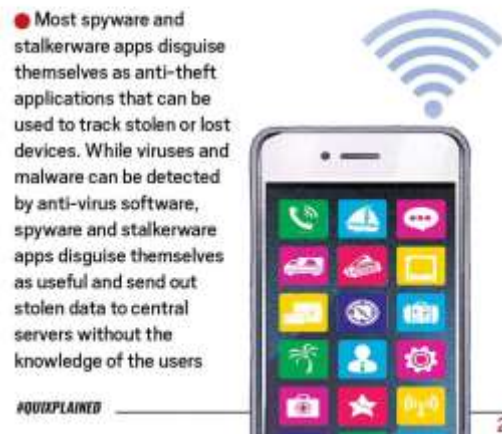 Most spyware and
stalkerware apps disguise
themselves as anti-theft
applications that can be
used to track stolen or lost
devices. While viruses and
malware can be detected
by anti-virus software,
spyware and stalkerware
apps disguise themselves
as useful and send out
stolen data to central
servers without the
knowledge of the users
#QUIXPLAINED
2